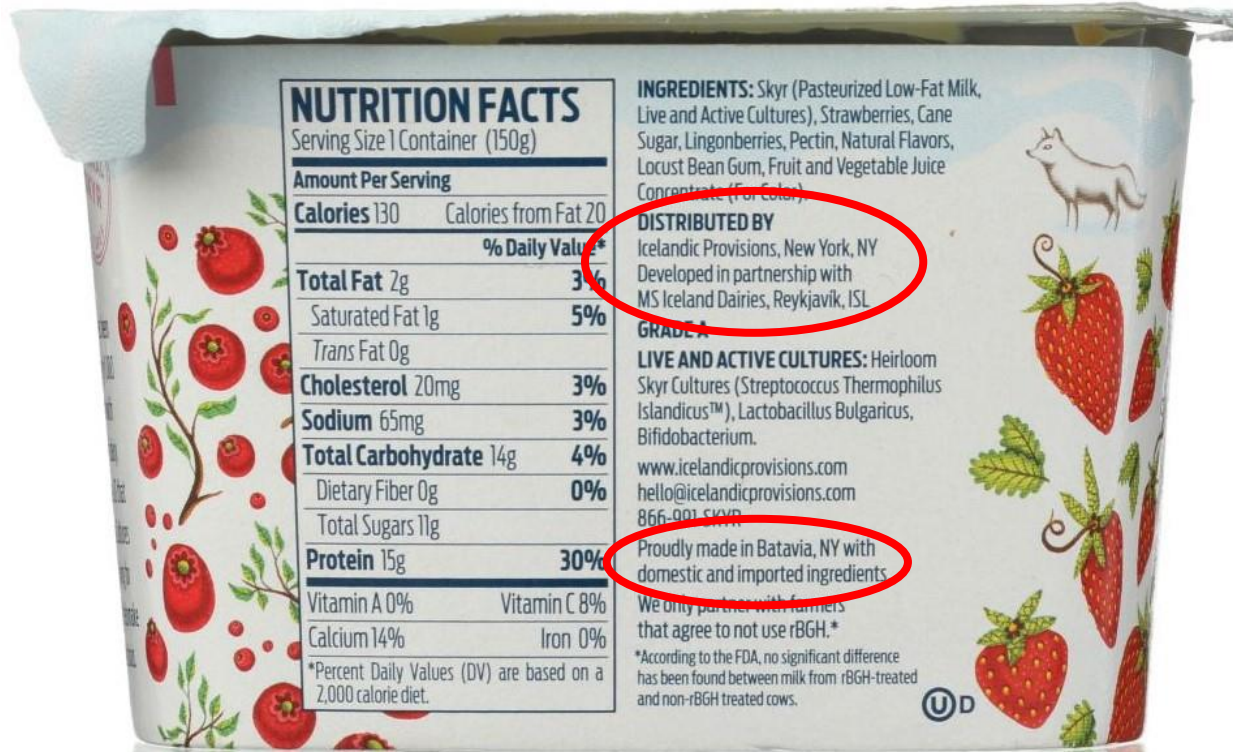 NUTRITION FACTS
Serving Size 1 Container (150g)
Amount Per Serving
Calories 130 Calories from Fat 20
% Daily Value*
Total Fat 2g 3%
Saturated Fat 1g 5%
Trans Fat 0g
Cholesterol 20mg 3%
Sodium 65mg 3%
Total Carbohydrate 14g 4%
Dietary Fiber 0g 0%
Total Sugars 11g
Protein 15g 30%
Vitamin A 0% Vitamin C 8%
Calcium 14% Iron 0%
*Percent Daily Values (DV) are based on a
2,000 calorie diet.
INGREDIENTS: Skyr (Pasteurized Low-Fat Milk,
Live and Active Cultures), Strawberries, Cane
Sugar, Lingonberries, Pectin, Natural Flavors,
Locust Bean Gum, Fruit and Vegetable Juice
Concentrate (For Color).
DISTRIBUTED BY
Icelandic Provisions, New York, NY
Developed in partnership with
MS Iceland Dairies, Reykjavík, ISL
GRADE A
LIVE AND ACTIVE CULTURES: Heirloom
Skyr Cultures (Streptococcus Thermophilus
Islandicus™), Lactobacillus Bulgaricus,
Bifidobacterium.
www.icelandicprovisions.com
hello@icelandicprovisions.com
866-991-SKYR
Proudly made in Batavia, NY with
domestic and imported ingredients
We only partner with farmers
that agree to not use rBGH.*
*According to the FDA, no significant difference
has been found between milk from rBGH-treated
and non-rBGH treated cows.
U D